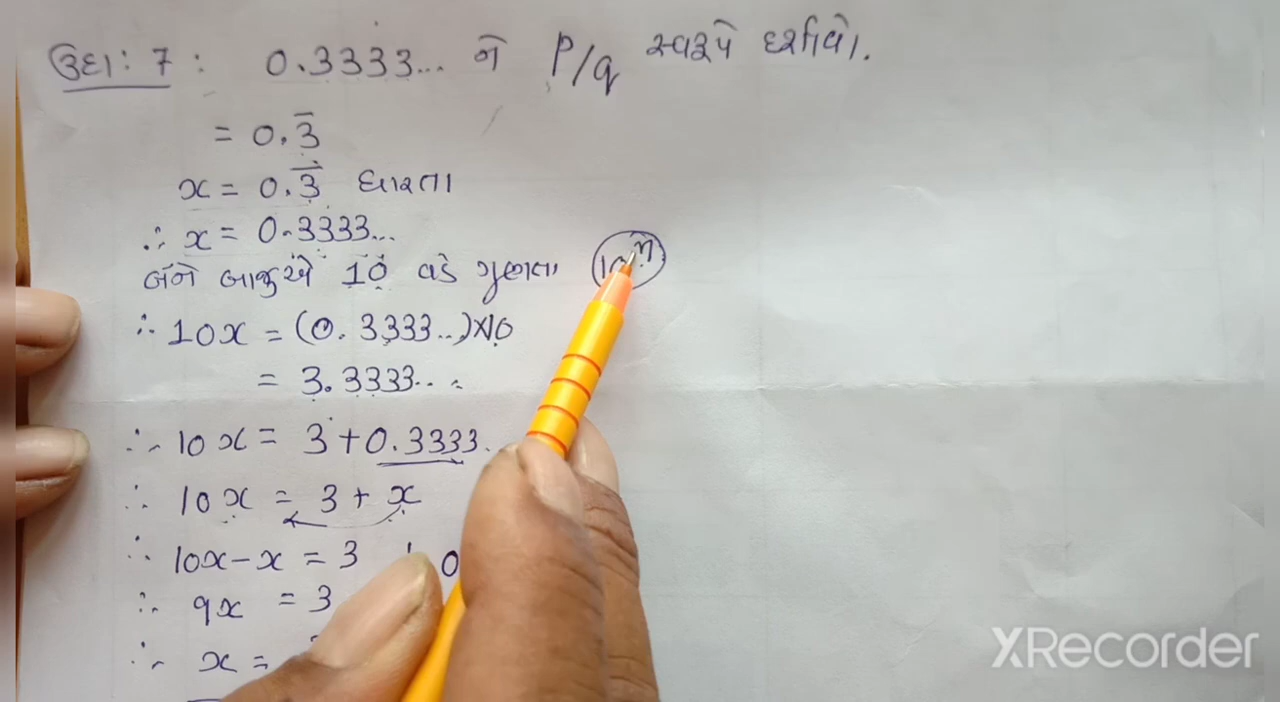 ઉદા: 7 : 0.3333... ને P/q સ્વરૂપે દર્શાવો.
= 0.3̅
x = 0.3̅ ધારતા
∴ x = 0.3333...
બંને બાજુએ 10 વડે ગુણતા 10ⁿ
∴ 10x = (0.3333..)×10
= 3.3333...
∴ 10x = 3+0.3333.
∴ 10x = 3 + x
∴ 10x-x = 3
∴ 9x = 3
∴ x =
XRecorder